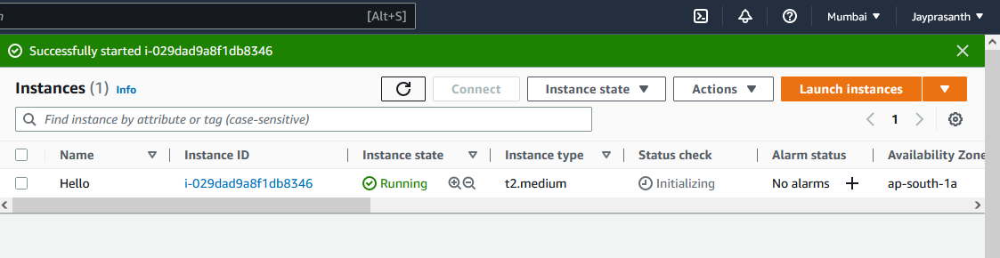 [Alt+S] Mumbai Jayprasanth
Successfully started i-029dad9a8f1db8346
Instances (1) Info Connect Instance state Actions Launch instances
Find instance by attribute or tag (case-sensitive) 1
Name Instance ID Instance state Instance type Status check Alarm status Availability Zone
Hello i-029dad9a8f1db8346 Running t2.medium Initializing No alarms ap-south-1a